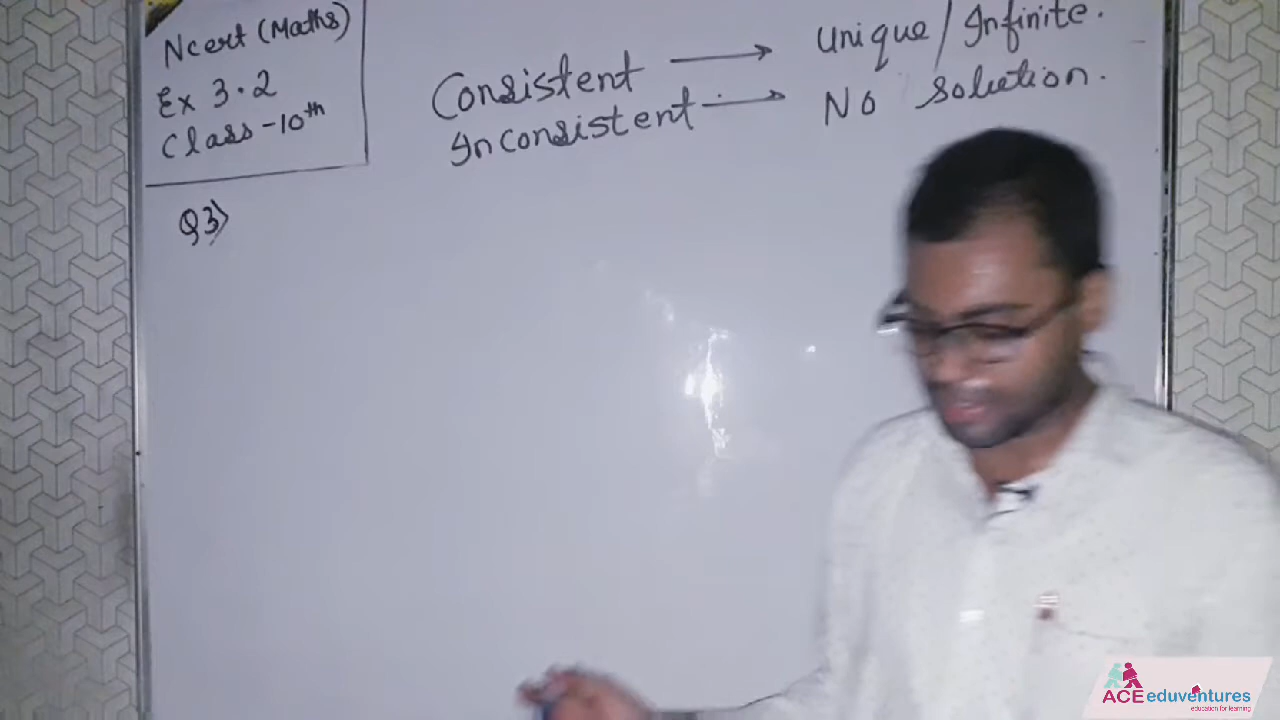 Ncert (Maths)
Ex 3.2
Class-10th
Consistent → Unique/Infinite.
Inconsistent → No solution.
Q3)
ACE eduventures
education for learning